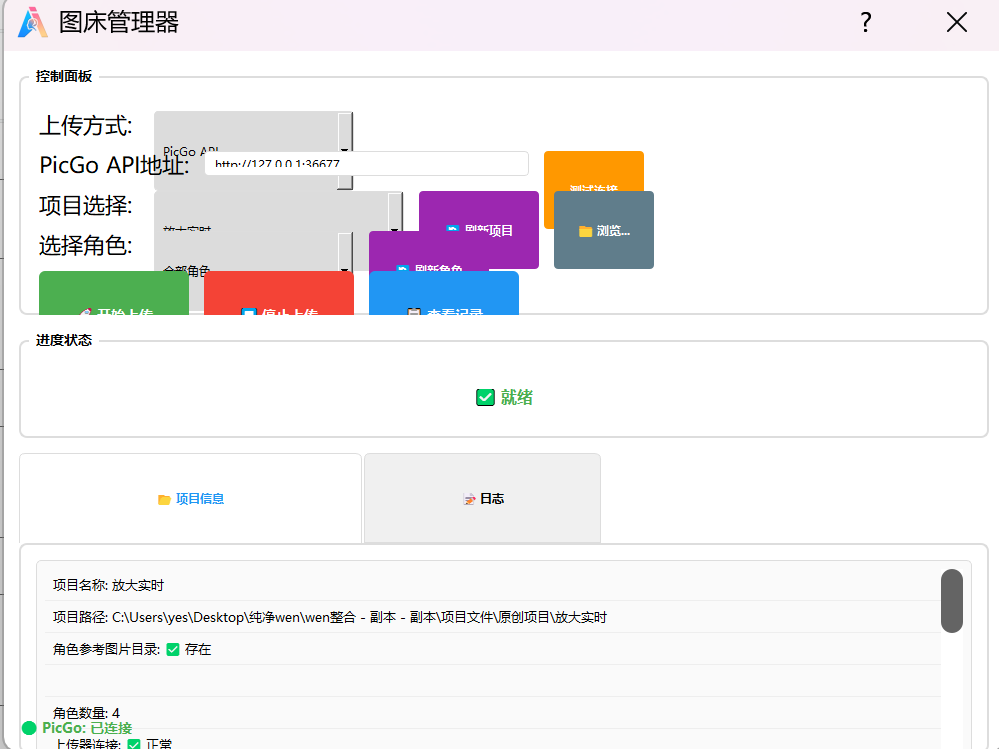 图床管理器
?
控制面板
上传方式:
PicGo API
PicGo API地址:
http://127.0.0.1:36677
测试连接
项目选择:
放大实时
刷新项目
浏览...
选择角色:
全部角色
刷新角色
开始上传
停止上传
查看记录
进度状态
就绪
项目信息
日志
项目名称: 放大实时
项目路径: C:\Users\yes\Desktop\纯净wen\wen整合 - 副本 - 副本\项目文件\原创项目\放大实时
角色参考图片目录: ✅ 存在
角色数量: 4
PicGo: 已连接
上传器连接: ✅ 正常